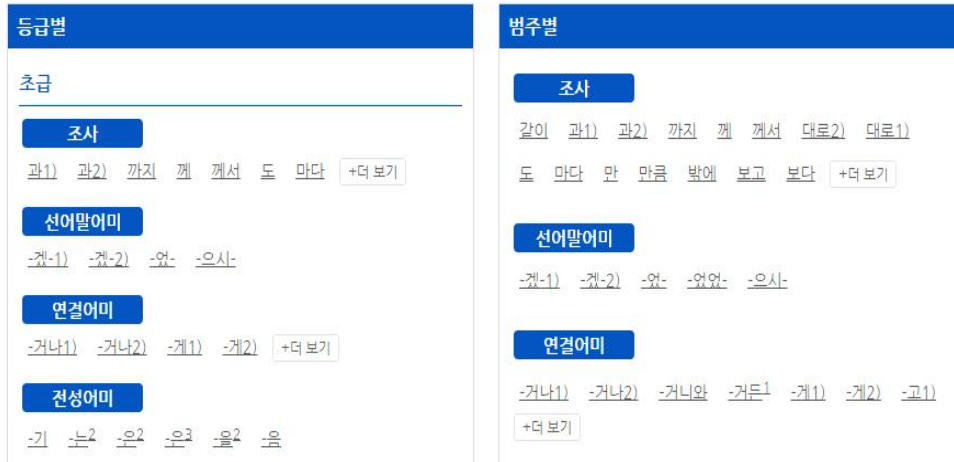 등급별
초급
조사
과1) 과2) 까지 께 께서 도 마다 +더 보기
선어말어미
-겠-1) -겠-2) -었- -으시-
연결어미
-거나1) -거나2) -게1) -게2) +더 보기
전성어미
-기 -는2 -은2 -은3 -을2 -음
범주별
조사
같이 과1) 과2) 까지 께 께서 대로2) 대로1)
도 마다 만 만큼 밖에 보고 보다 +더 보기
선어말어미
-겠-1) -겠-2) -었- -었었- -으시-
연결어미
-거나1) -거나2) -거니와 -거든1 -게1) -게2) -고1)
+더 보기